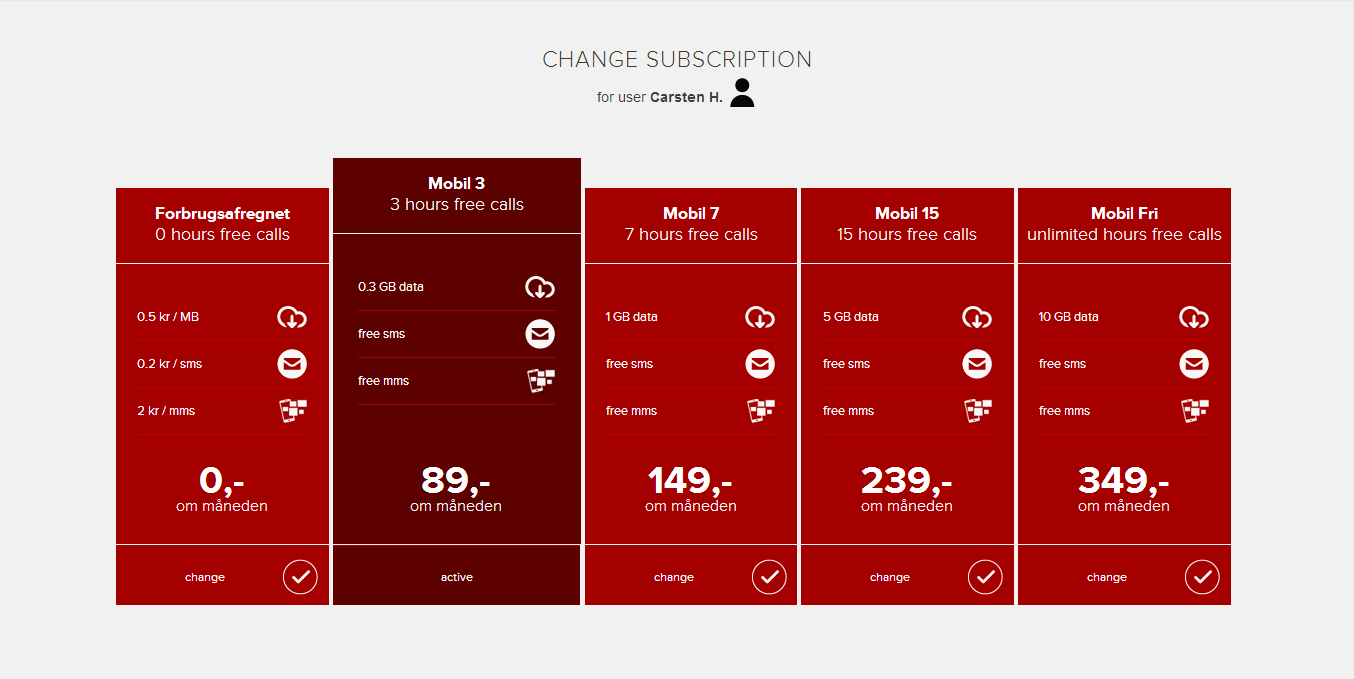 CHANGE SUBSCRIPTION
for user Carsten H.
Forbrugsafregnet
0 hours free calls
0.5 kr / MB
0.2 kr / sms
2 kr / mms
0,-
om måneden
change
Mobil 3
3 hours free calls
0.3 GB data
free sms
free mms
89,-
om måneden
active
Mobil 7
7 hours free calls
1 GB data
free sms
free mms
149,-
om måneden
change
Mobil 15
15 hours free calls
5 GB data
free sms
free mms
239,-
om måneden
change
Mobil Fri
unlimited hours free calls
10 GB data
free sms
free mms
349,-
om måneden
change